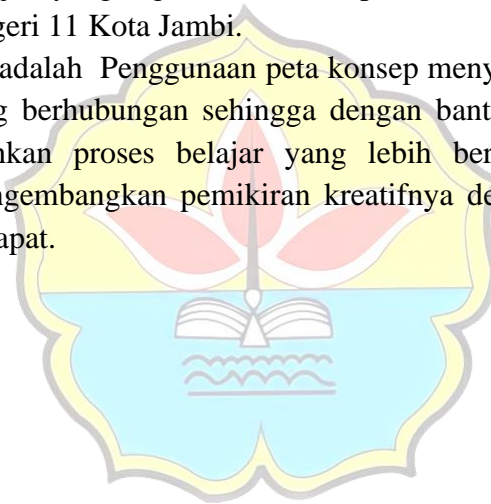 geri 11 Kota Jambi.
adalah Penggunaan peta konsep meny
berhubungan sehingga dengan bant
nkan proses belajar yang lebih ber
ngembangkan pemikiran kreatifnya de
apat.